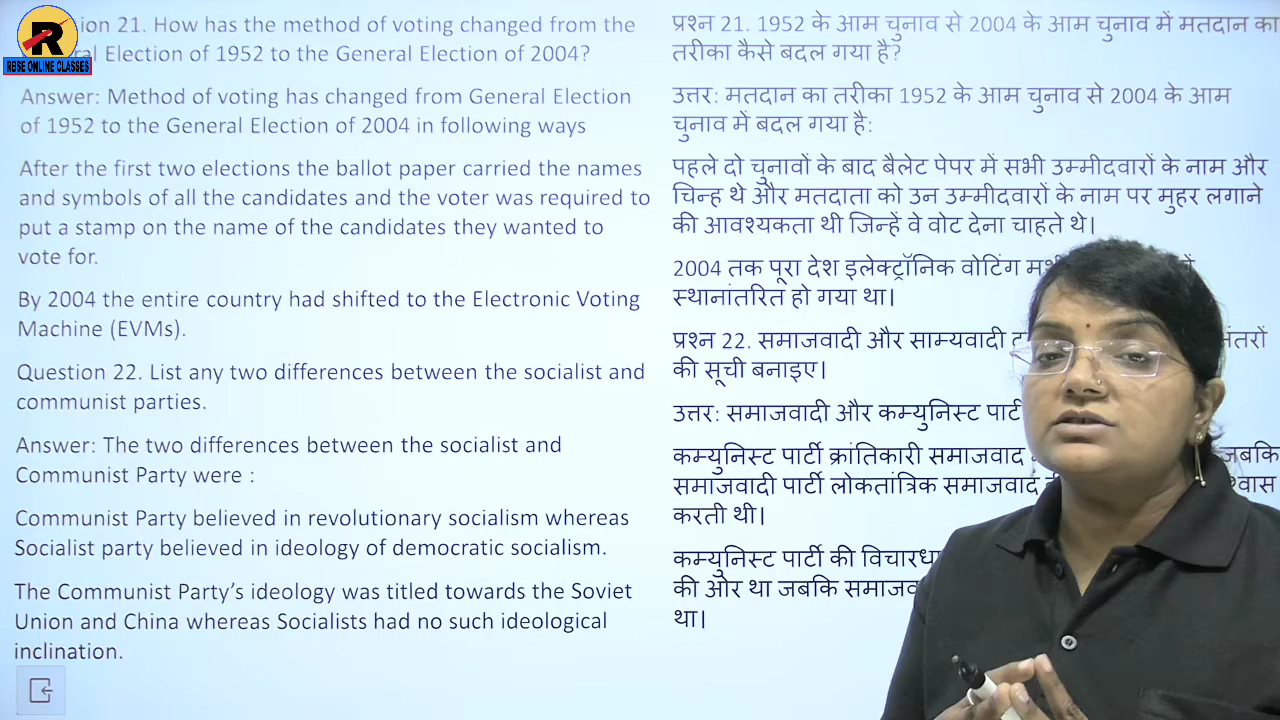 R
RBSE ONLINE CLASSES
ion 21. How has the method of voting changed from the
ral Election of 1952 to the General Election of 2004?
Answer: Method of voting has changed from General Election
of 1952 to the General Election of 2004 in following ways
After the first two elections the ballot paper carried the names
and symbols of all the candidates and the voter was required to
put a stamp on the name of the candidates they wanted to
vote for.
By 2004 the entire country had shifted to the Electronic Voting
Machine (EVMs).
Question 22. List any two differences between the socialist and
communist parties.
Answer: The two differences between the socialist and
Communist Party were :
Communist Party believed in revolutionary socialism whereas
Socialist party believed in ideology of democratic socialism.
The Communist Party’s ideology was titled towards the Soviet
Union and China whereas Socialists had no such ideological
inclination.
प्रश्न 21. 1952 के आम चुनाव से 2004 के आम चुनाव में मतदान का
तरीका कैसे बदल गया है?
उत्तर: मतदान का तरीका 1952 के आम चुनाव से 2004 के आम
चुनाव में बदल गया है:
पहले दो चुनावों के बाद बैलेट पेपर में सभी उम्मीदवारों के नाम और
चिन्ह थे और मतदाता को उन उम्मीदवारों के नाम पर मुहर लगाने
की आवश्यकता थी जिन्हें वे वोट देना चाहते थे।
2004 तक पूरा देश इलेक्ट्रॉनिक वोटिंग
स्थानांतरित हो गया था।
प्रश्न 22. समाजवादी और साम्यवादी
की सूची बनाइए।
उत्तर: समाजवादी और कम्युनिस्ट पार्टी
कम्युनिस्ट पार्टी क्रांतिकारी समाजवाद जबकि
समाजवादी पार्टी लोकतांत्रिक समाजवाद
करती थी।
कम्युनिस्ट पार्टी की
की ओर था जबकि
था।